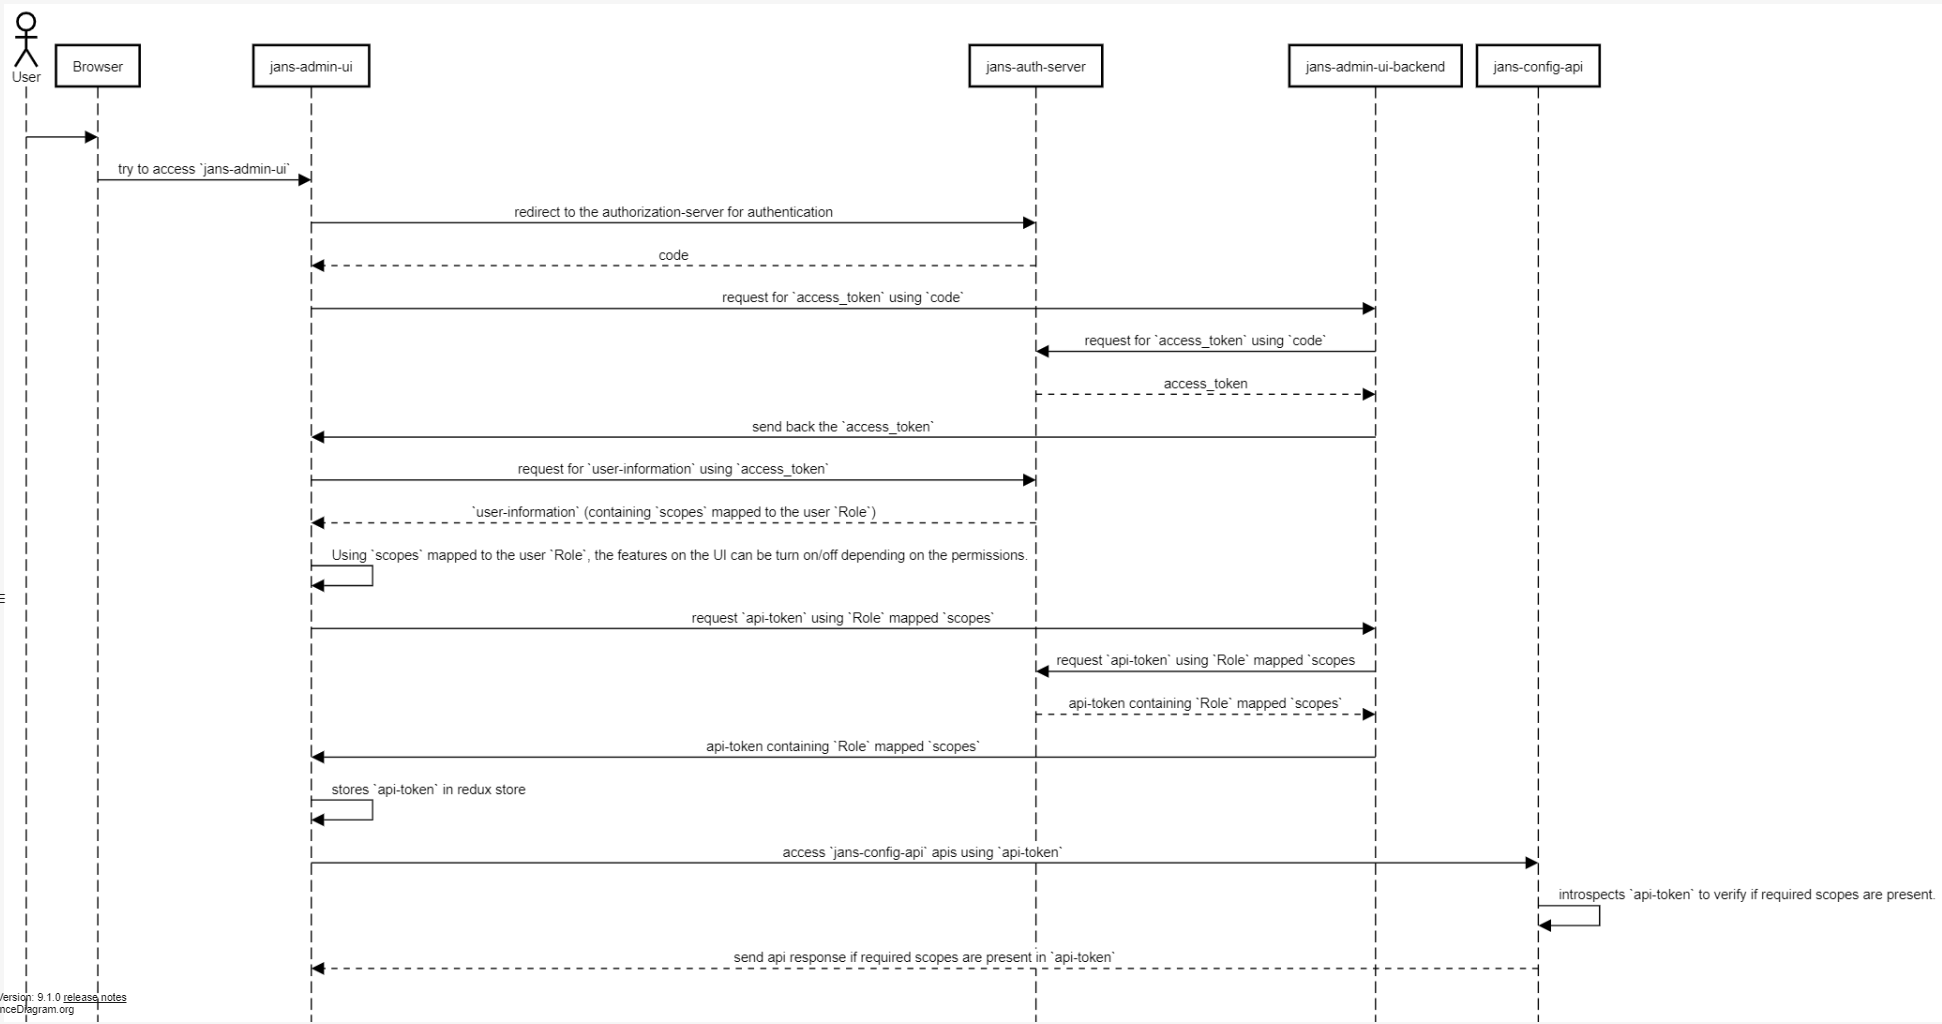 User
Browser
jans-admin-ui
jans-auth-server
jans-admin-ui-backend
jans-config-api
try to access `jans-admin-ui`
redirect to the authorization-server for authentication
code
request for `access_token` using `code`
request for `access_token` using `code`
access_token
send back the `access_token`
request for `user-information` using `access_token`
`user-information` (containing `scopes` mapped to the user `Role`)
Using `scopes` mapped to the user `Role`, the features on the UI can be turn on/off depending on the permissions.
request `api-token` using `Role` mapped `scopes`
request `api-token` using `Role` mapped `scopes
api-token containing `Role` mapped `scopes`
api-token containing `Role` mapped `scopes`
stores `api-token` in redux store
access `jans-config-api` apis using `api-token`
introspects `api-token` to verify if required scopes are present.
send api response if required scopes are present in `api-token`
Version: 9.1.0 release notes
nceDiagram.org